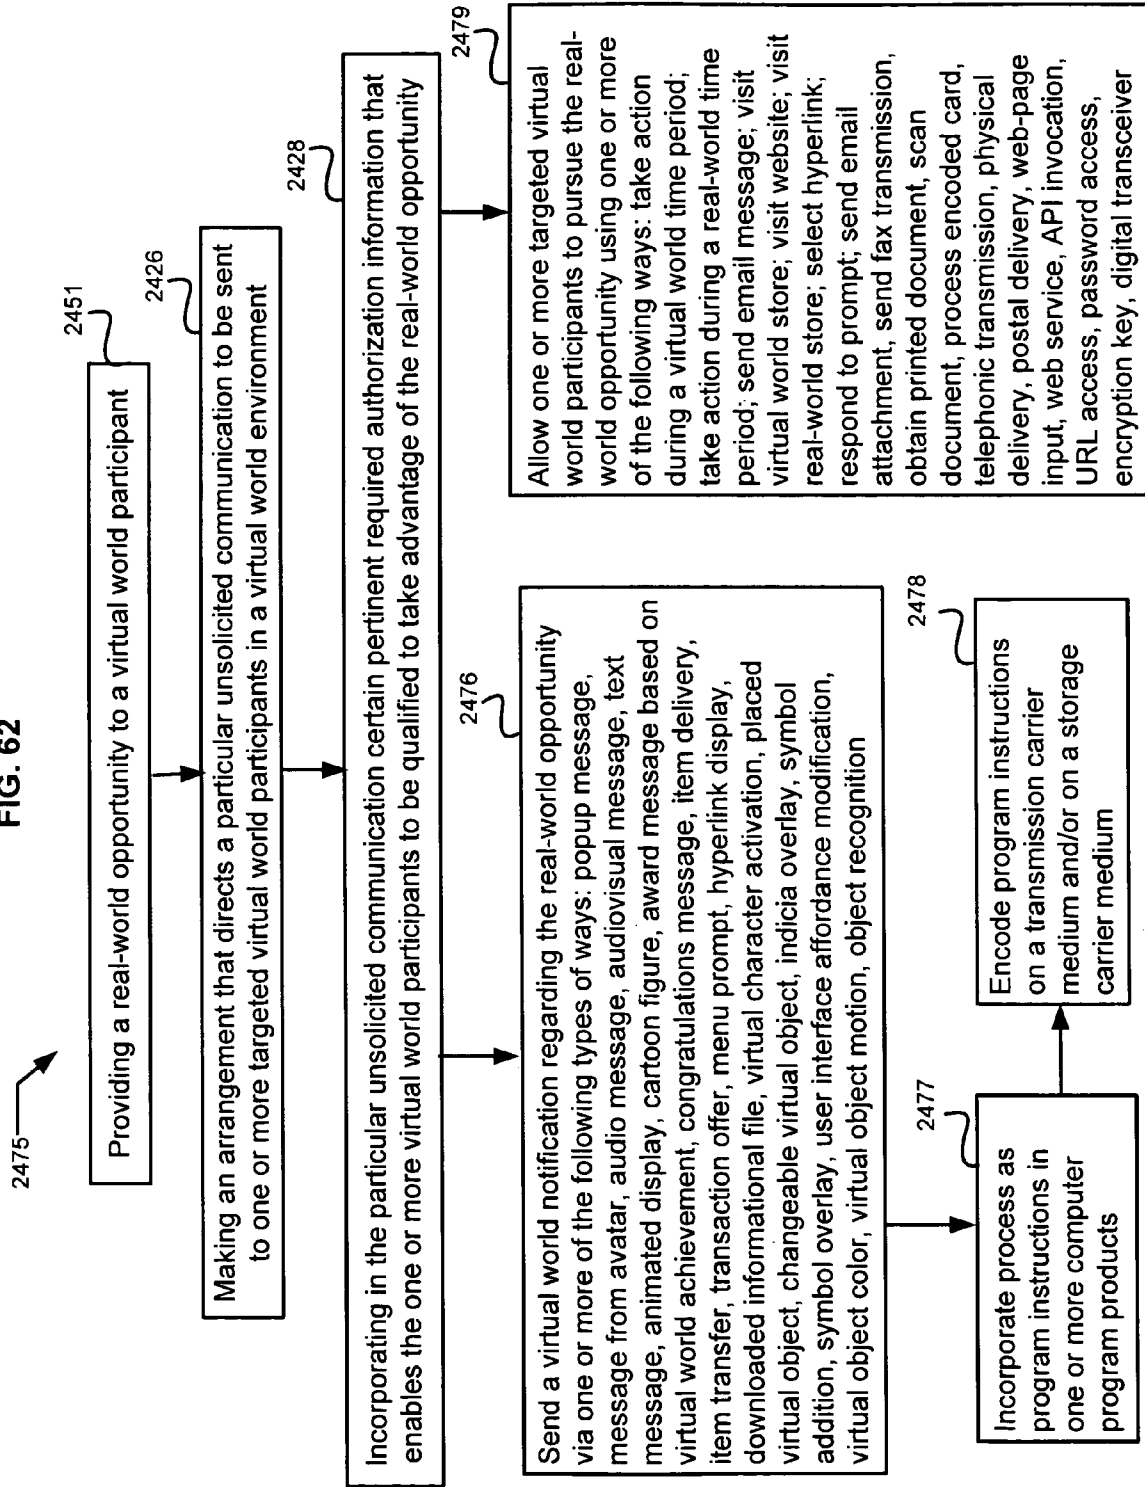 FIG. 62
2475
Providing a real-world opportunity to a virtual world participant
2451
Making an arrangement that directs a particular unsolicited communication to be sent
to one or more targeted virtual world participants in a virtual world environment
2426
Incorporating in the particular unsolicited communication certain pertinent required authorization information that
enables the one or more virtual world participants to be qualified to take advantage of the real-world opportunity
2428
Send a virtual world notification regarding the real-world opportunity
via one or more of the following types of ways: popup message,
message from avatar, audio message, audiovisual message, text
message, animated display, cartoon figure, award message based on
virtual world achievement, congratulations message, item delivery,
item transfer, transaction offer, menu prompt, hyperlink display,
downloaded informational file, virtual character activation, placed
virtual object, changeable virtual object, indicia overlay, symbol
addition, symbol overlay, user interface affordance modification,
virtual object color, virtual object motion, object recognition
2476
Incorporate process as
program instructions in
one or more computer
program products
2477
Encode program instructions
on a transmission carrier
medium and/or on a storage
carrier medium
2478
Allow one or more targeted virtual
world participants to pursue the real-
world opportunity using one or more
of the following ways: take action
during a virtual world time period;
take action during a real-world time
period; send email message; visit
virtual world store; visit website; visit
real-world store; select hyperlink;
respond to prompt; send email
attachment, send fax transmission,
obtain printed document, scan
document, process encoded card,
telephonic transmission, physical
delivery, postal delivery, web-page
input, web service, API invocation,
URL access, password access,
encryption key, digital transceiver
2479